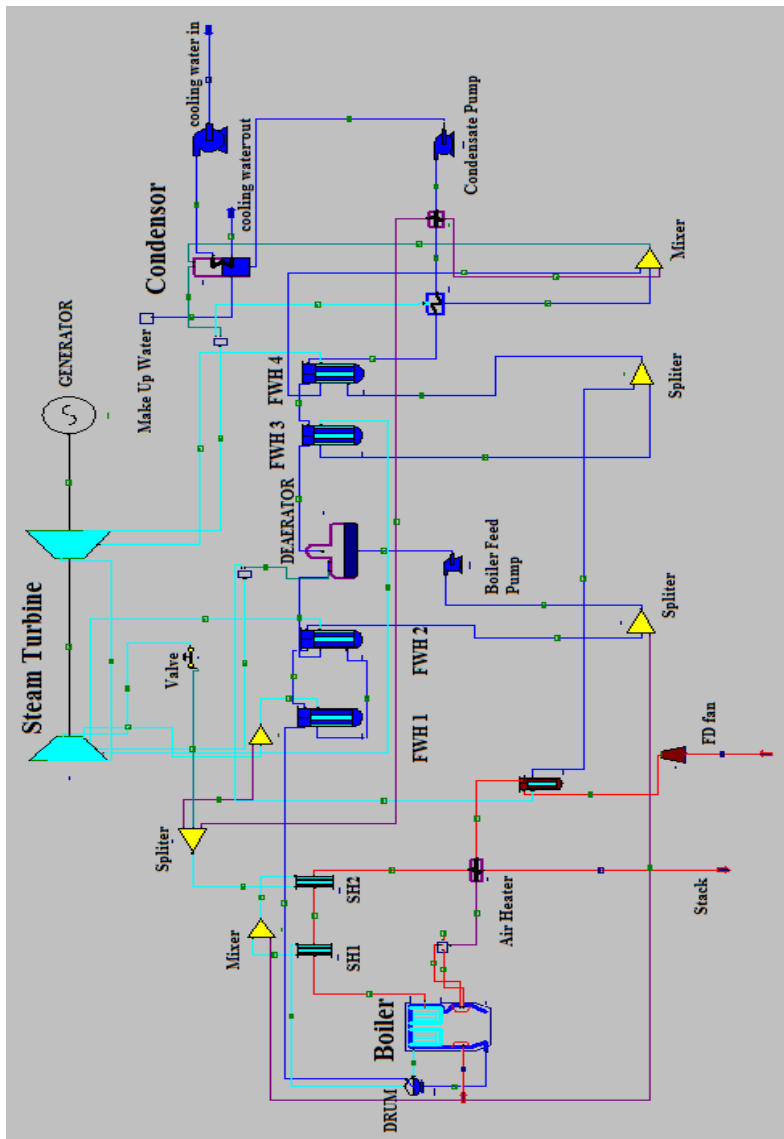 cooling water in
cooling water out
Condensate Pump
Condensor
Mixer
Make Up Water
GENERATOR
FWH 4
FWH 3
Spliter
DEAERATOR
Boiler Feed
Pump
Steam Turbine
Valve
FWH 2
FWH 1
Spliter
FD fan
Spliter
SH2
Mixer
SH1
Air Heater
Stack
Boiler
DRUM